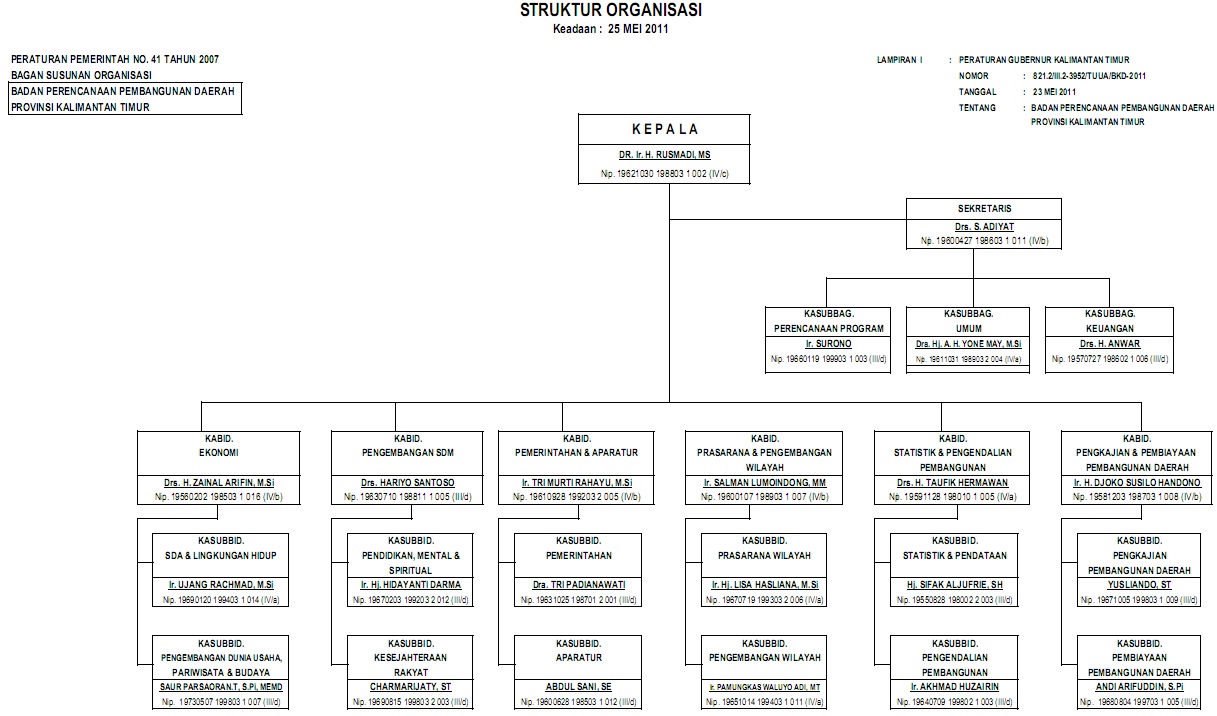 STRUKTUR ORGANISASI
Keadaan : 25 MEI 2011
PERATURAN PEMERINTAH NO. 41 TAHUN 2007
BAGAN SUSUNAN ORGANISASI
BADAN PERENCANAAN PEMBANGUNAN DAERAH
PROVINSI KALIMANTAN TIMUR
LAMPIRAN I : PERATURAN GUBERNUR KALIMANTAN TIMUR
NOMOR : 821.2/III.2-3952/TUUA/BKD-2011
TANGGAL : 23 MEI 2011
TENTANG : BADAN PERENCANAAN PEMBANGUNAN DAERAH
PROVINSI KALIMANTAN TIMUR
K E P A L A
DR. Ir. H. RUSMADI, MS
Nip. 19621030 198803 1 002 (IV/c)
SEKRETARIS
Drs. S. ADIYAT
Np. 19600427 198603 1 011 (IV/b)
KASUBBAG.
PERENCANAAN PROGRAM
Ir. SURONO
Nip. 19660119 199903 1 003 (III/d)
KASUBBAG.
UMUM
Dra. Hj. A. H. YONE MAY, M.Si
Np. 19611031 198903 2 004 (IV/a)
KASUBBAG.
KEUANGAN
Drs. H. ANWAR
Nip. 19570727 198602 1 006 (III/d)
KABID.
EKONOMI
Drs. H. ZAINAL ARIFIN, M.Si
Nip. 19560202 198503 1 016 (IV/b)
KABID.
PENGEMBANGAN SDM
Drs. HARIYO SANTOSO
Nip. 19630710 198811 1 005 (III/d)
KABID.
PEMERINTAHAN & APARATUR
Ir. TRI MURTI RAHAYU, M.Si
Nip. 19610928 199203 2 005 (IV/b)
KABID.
PRASARANA & PENGEMBANGAN
WILAYAH
Ir. SALMAN LUMOINDONG, MM
Nip. 19600107 198903 1 007 (IV/b)
KABID.
STATISTIK & PENGENDALIAN
PEMBANGUNAN
Drs. H. TAUFIK HERMAWAN
Nip. 19591128 198010 1 005 (IV/a)
KABID.
PENGKAJIAN & PEMBIAYAAN
PEMBANGUNAN DAERAH
Ir. H. DJOKO SUSILO HANDONO
Nip. 19581203 198703 1 008 (IV/b)
KASUBBID.
SDA & LINGKUNGAN HIDUP
Ir. UJANG RACHMAD, M.Si
Nip. 19690120 199403 1 014 (IV/a)
KASUBBID.
PENDIDIKAN, MENTAL &
SPIRITUAL
Ir. Hj. HIDAYANTI DARMA
Nip. 19670203 199203 2 012 (III/d)
KASUBBID.
PEMERINTAHAN
Dra. TRI PADIANAWATI
Nip. 19631025 198701 2 001 (III/d)
KASUBBID.
PRASARANA WILAYAH
Ir. Hj. LISA HASLIANA, M.Si
Nip. 19670719 199303 2 006 (IV/a)
KASUBBID.
STATISTIK & PENDATAAN
Hj. SIFAK ALJUFRIE, SH
Nip. 19550828 198002 2 003 (III/d)
KASUBBID.
PENGKAJIAN
PEMBANGUNAN DAERAH
YUSLIANDO, ST
Nip. 19671005 199803 1 009 (III/d)
KASUBBID.
PENGEMBANGAN DUNIA USAHA,
PARIWISATA & BUDAYA
SAUR PARSAORAN.T, S.Pi, MEMD
Nip. 19730507 199803 1 007 (III/d)
KASUBBID.
KESEJAHTERAAN
RAKYAT
CHARMARIJATY, ST
Nip. 19690815 199803 2 003 (III/d)
KASUBBID.
APARATUR
ABDUL SANI, SE
Nip. 19600628 198503 1 012 (III/d)
KASUBBID.
PENGEMBANGAN WILAYAH
Ir. PAMUNGKAS WALUYO ADI, MT
Nip. 19651014 199403 1 011 (IV/a)
KASUBBID.
PENGENDALIAN
PEMBANGUNAN
Ir. AKHMAD HUZAIRIN
Nip. 19640709 199802 1 001 (III/d)
KASUBBID.
PEMBIAYAAN
PEMBANGUNAN DAERAH
ANDI ARIFUDDIN, S.Pi
Nip. 19680804 199703 1 005 (III/d)